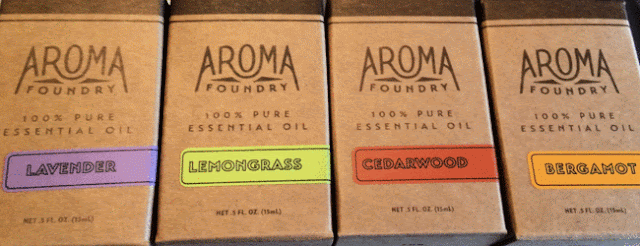 AROMA
FOUNDRY
100% PURE
ESSENTIAL OIL
LAVENDER
NET .5 FL. OZ. (15mL)
AROMA
FOUNDRY
100% PURE
ESSENTIAL OIL
LEMONGRASS
NET .5 FL. OZ. (15mL)
AROMA
FOUNDRY
100% PURE
ESSENTIAL OIL
CEDARWOOD
NET .5 FL. OZ. (15mL)
AROMA
FOUNDRY
100% PURE
ESSENTIAL OIL
BERGAMOT
NET .5 FL. OZ. (15mL)